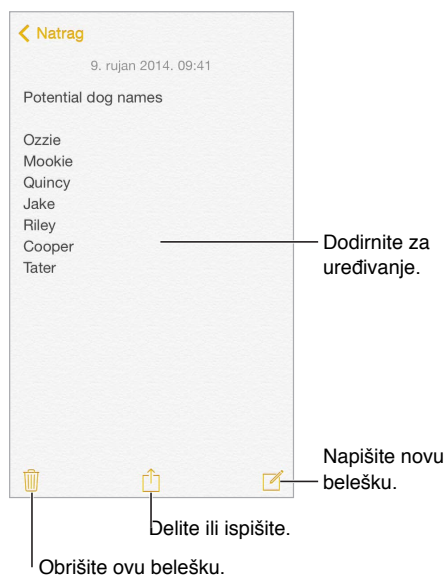 Natrag
9. rujan 2014. 09:41
Potential dog names
Ozzie
Mookie
Quincy
Jake
Riley
Cooper
Tater
Dodirnite za
uređivanje.
Napišite novu
belešku.
Delite ili ispišite.
Obrišite ovu belešku.